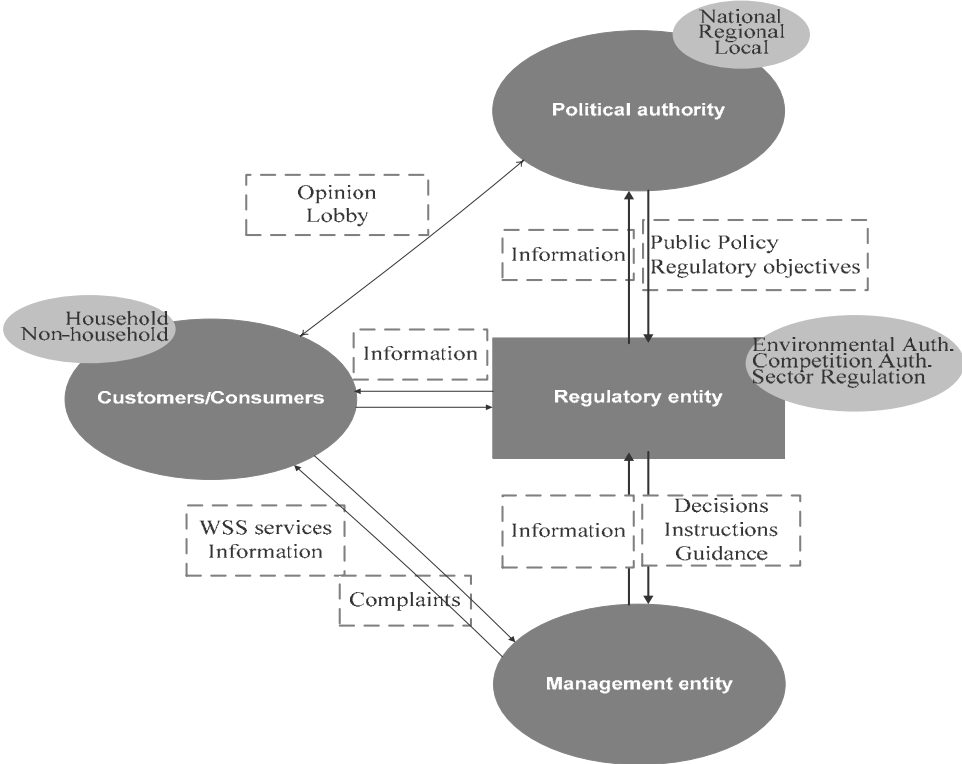 National
Regional
Local
Political authority
Opinion
Lobby
Information
Public Policy
Regulatory objectives
Household
Non-household
Information
Environmental Auth.
Competition Auth.
Sector Regulation
Customers/Consumers
Regulatory entity
WSS services
Information
Information
Decisions
Instructions
Guidance
Complaints
Management entity